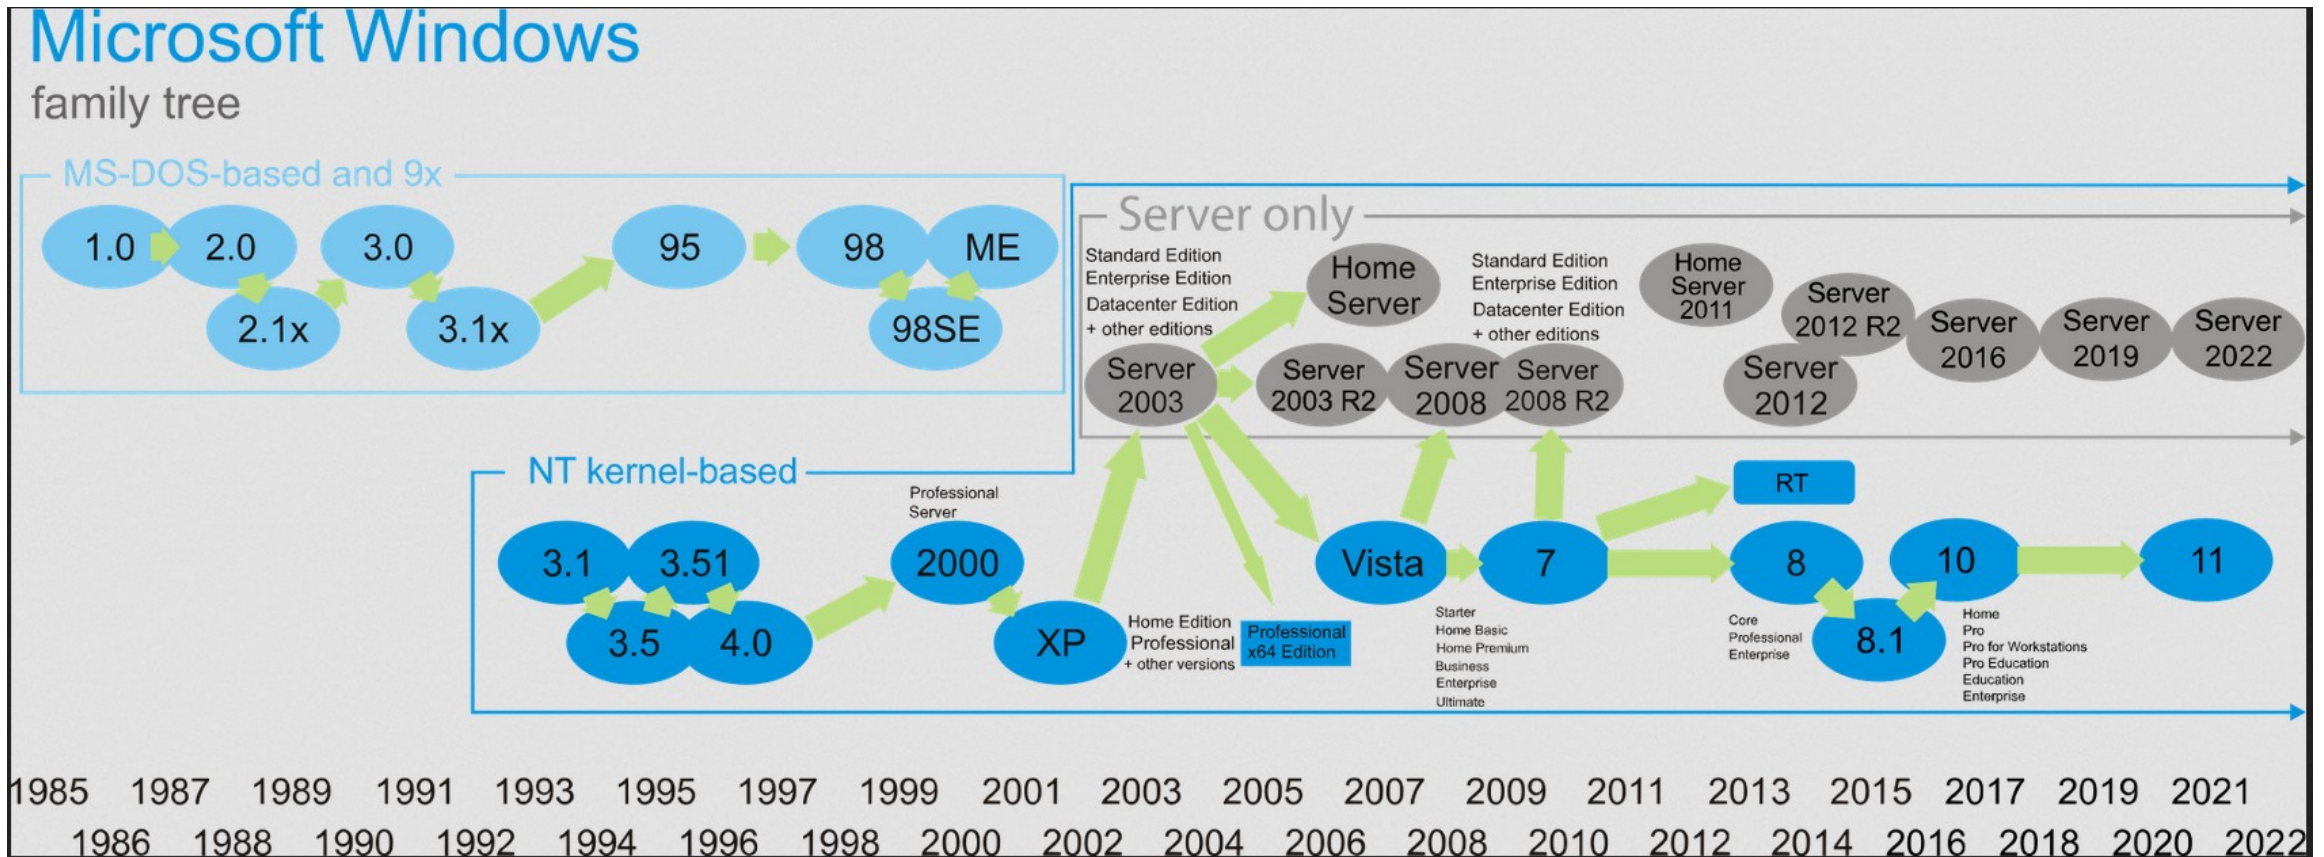 Microsoft Windows
family tree
MS-DOS-based and 9x
1.0
2.0
2.1x
3.0
3.1x
95
98
98SE
ME
Server only
Standard Edition
Enterprise Edition
Datacenter Edition
+ other editions
Server
2003
Home
Server
Server
2003 R2
Server
2008
Standard Edition
Enterprise Edition
Datacenter Edition
+ other editions
Server
2008 R2
Home
Server
2011
Server
2012
Server
2012 R2
Server
2016
Server
2019
Server
2022
NT kernel-based
3.1
3.5
3.51
4.0
Professional
Server
2000
XP
Home Edition
Professional
+ other versions
Professional
x64 Edition
Vista
7
Starter
Home Basic
Home Premium
Business
Enterprise
Ultimate
RT
8
Core
Professional
Enterprise
8.1
10
Home
Pro
Pro for Workstations
Pro Education
Education
Enterprise
11
1985 1987 1989 1991 1993 1995 1997 1999 2001 2003 2005 2007 2009 2011 2013 2015 2017 2019 2021
1986 1988 1990 1992 1994 1996 1998 2000 2002 2004 2006 2008 2010 2012 2014 2016 2018 2020 2022